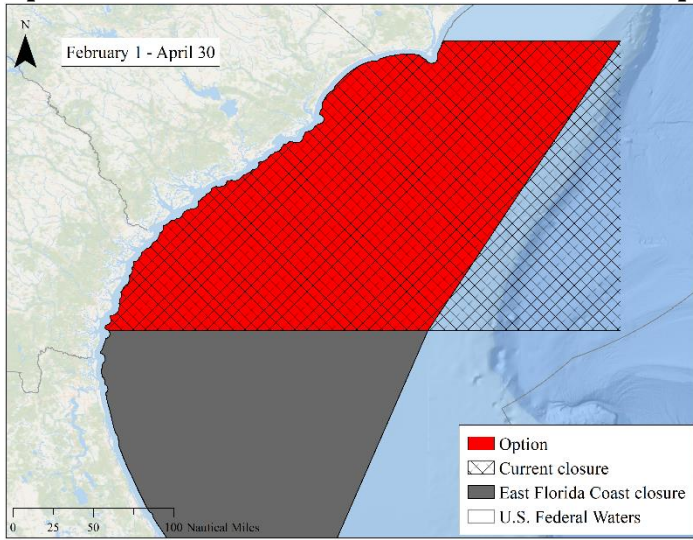 N
February 1 - April 30
Option
Current closure
East Florida Coast closure
U.S. Federal Waters
0 25 50 100 Nautical Miles